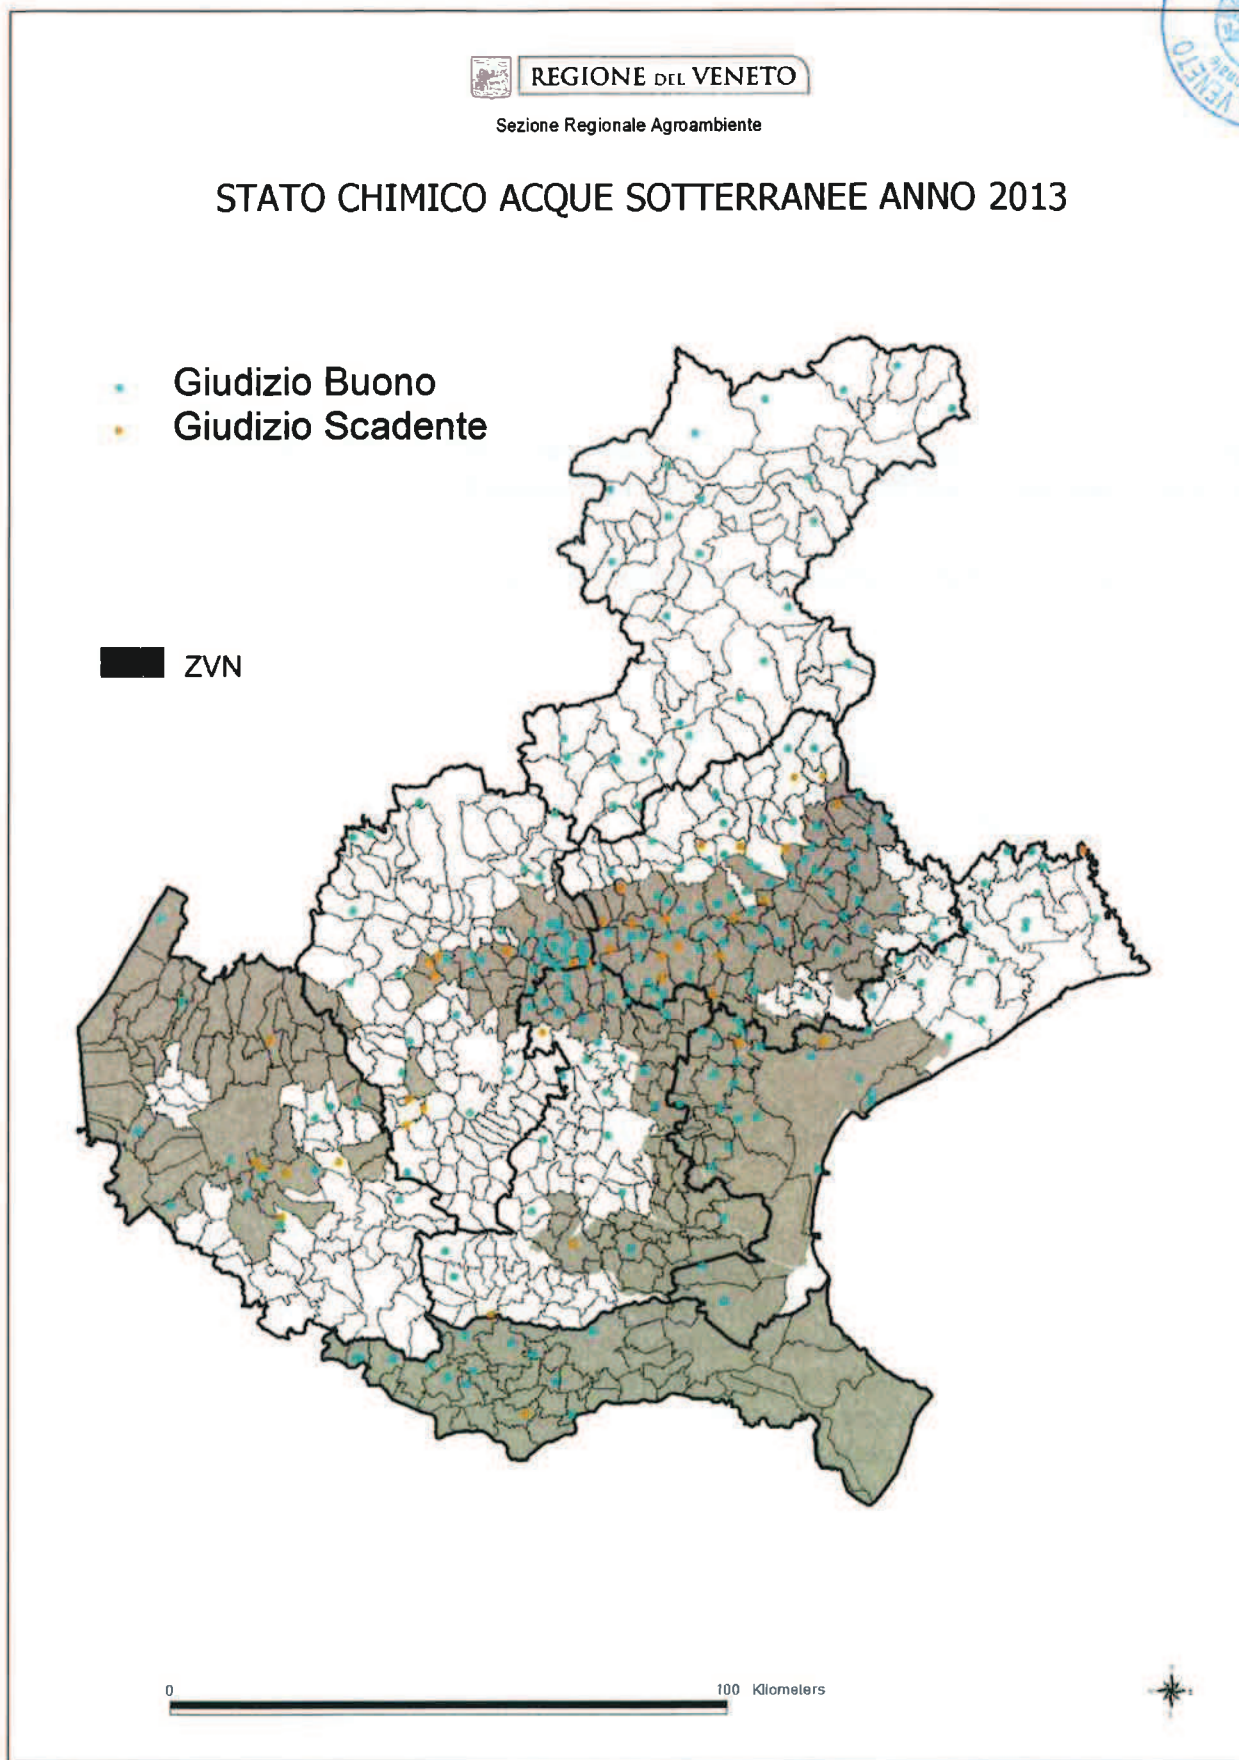 REGIONE DEL VENETO
Sezione Regionale Agroambiente
STATO CHIMICO ACQUE SOTTERRANEE ANNO 2013
Giudizio Buono
Giudizio Scadente
ZVN
0 100 Kilometers
VENETO